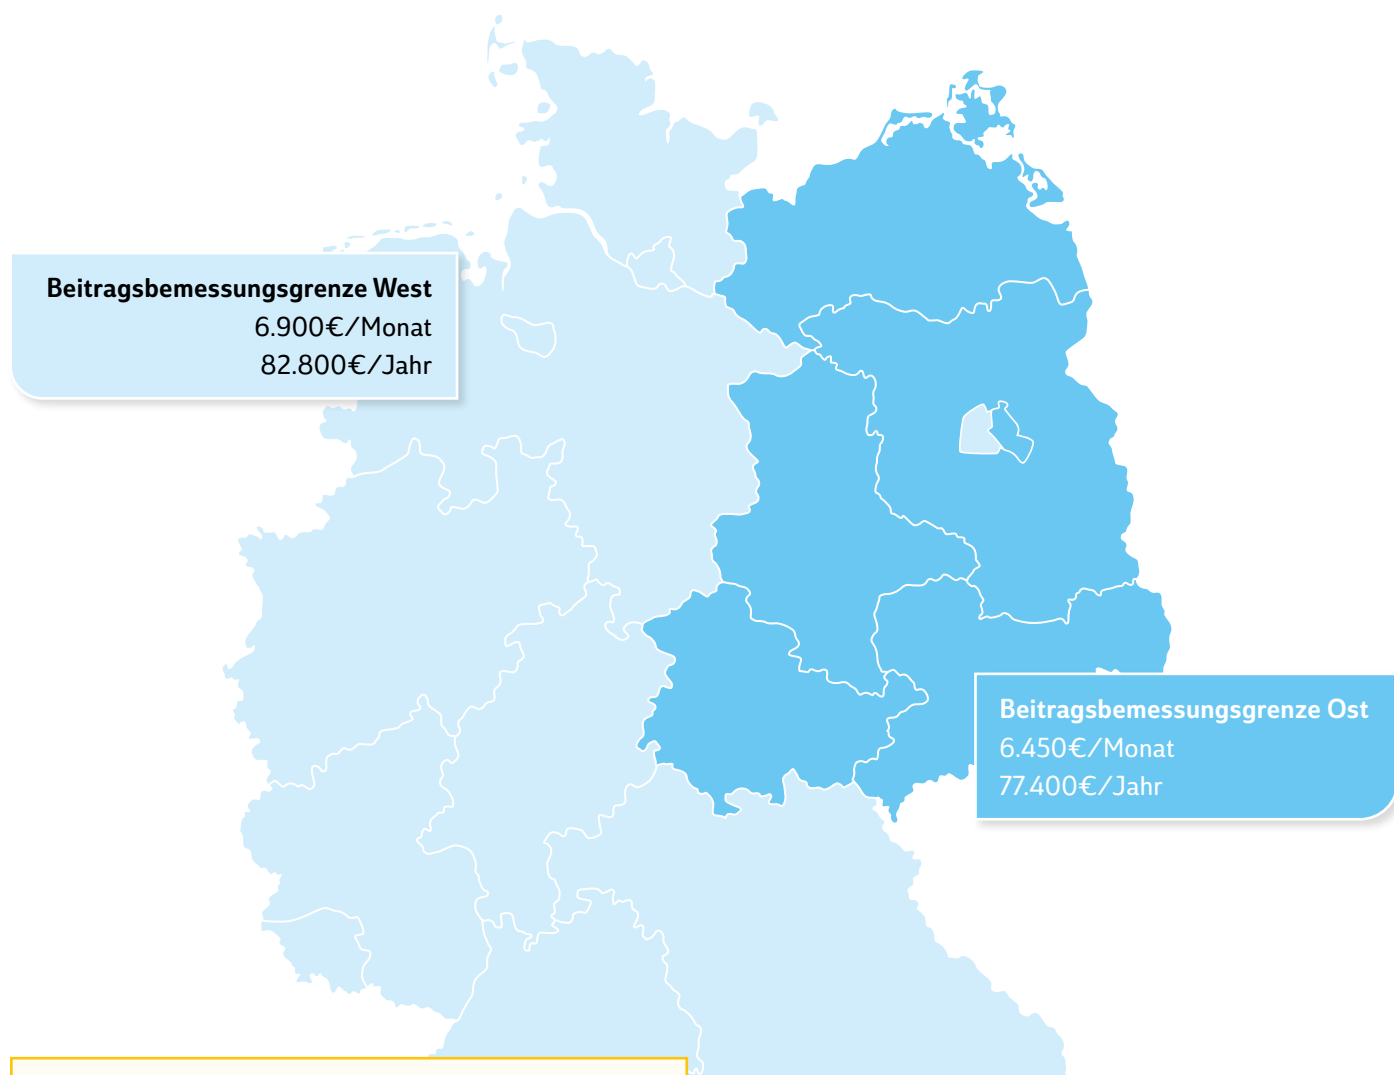 Beitragsbemessungsgrenze West
6.900€/Monat
82.800€/Jahr
Beitragsbemessungsgrenze Ost
6.450€/Monat
77.400€/Jahr